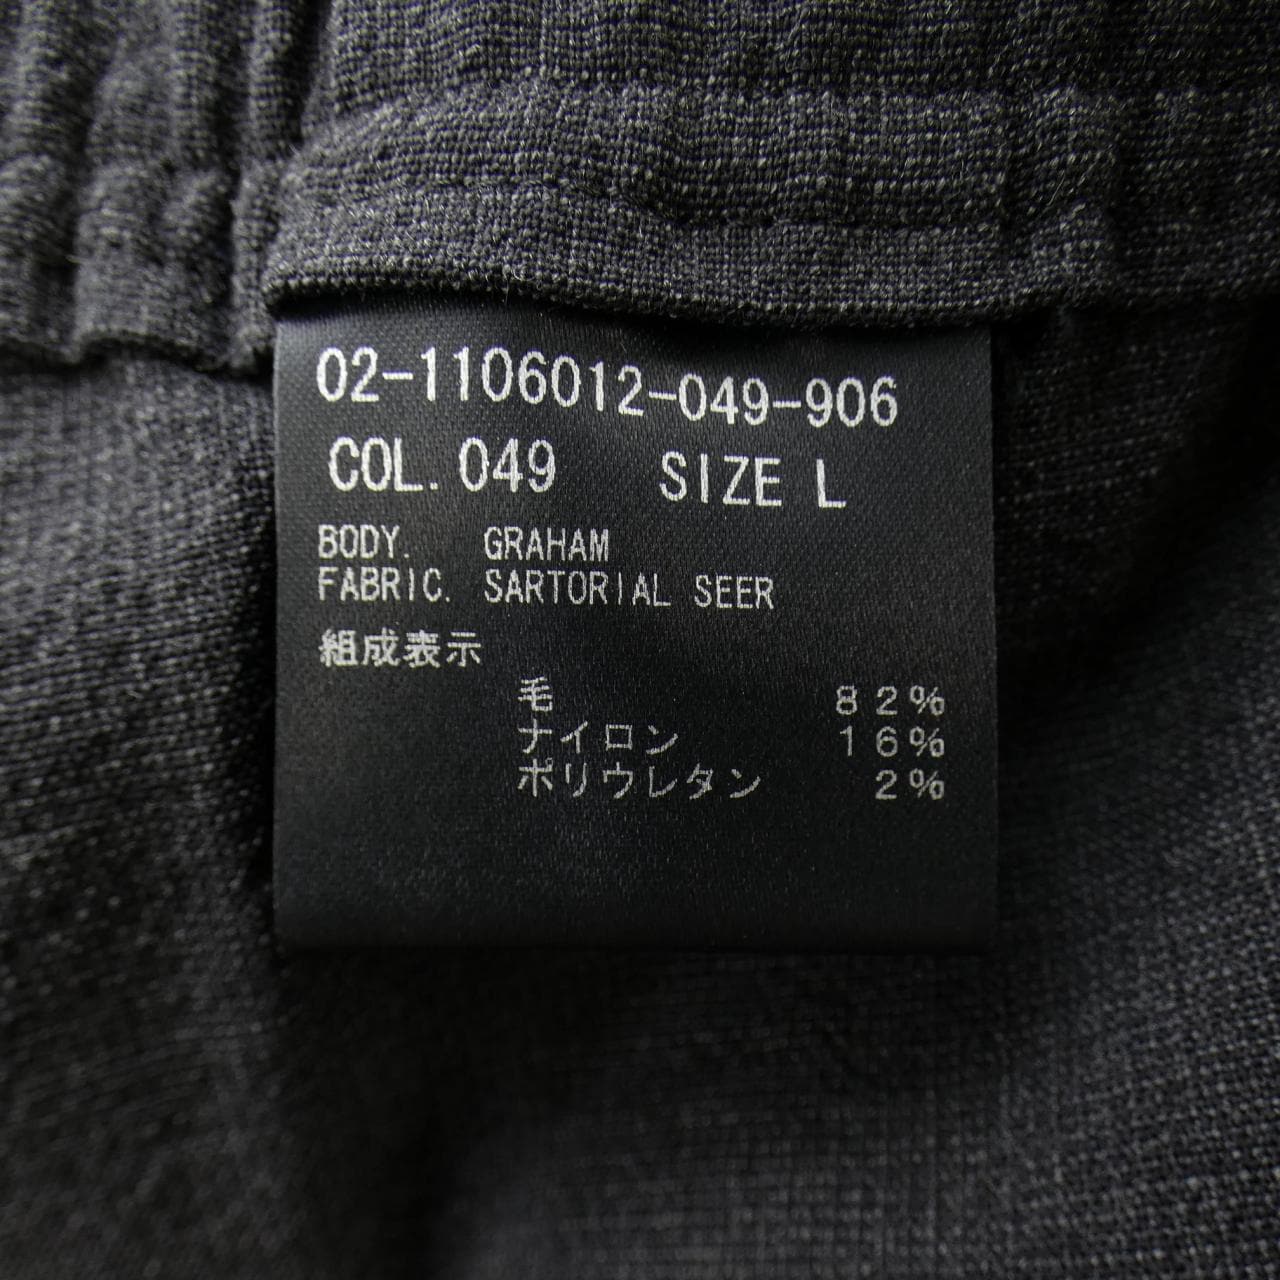 02-1106012-049-906
COL. 049 SIZE L
BODY. GRAHAM
FABRIC. SARTORIAL SEER
組成表示
毛 82%
ナイロン 16%
ポリウレタン 2%